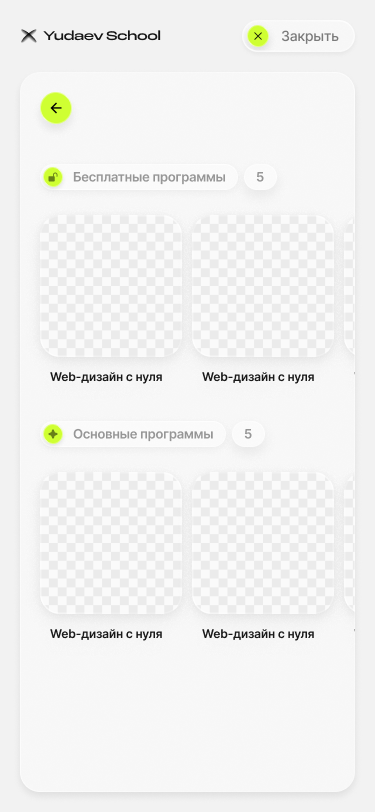 Yudaev School
Закрыть
Бесплатные программы 5
Web-дизайн с нуля
Web-дизайн с нуля
Основные программы 5
Web-дизайн с нуля
Web-дизайн с нуля